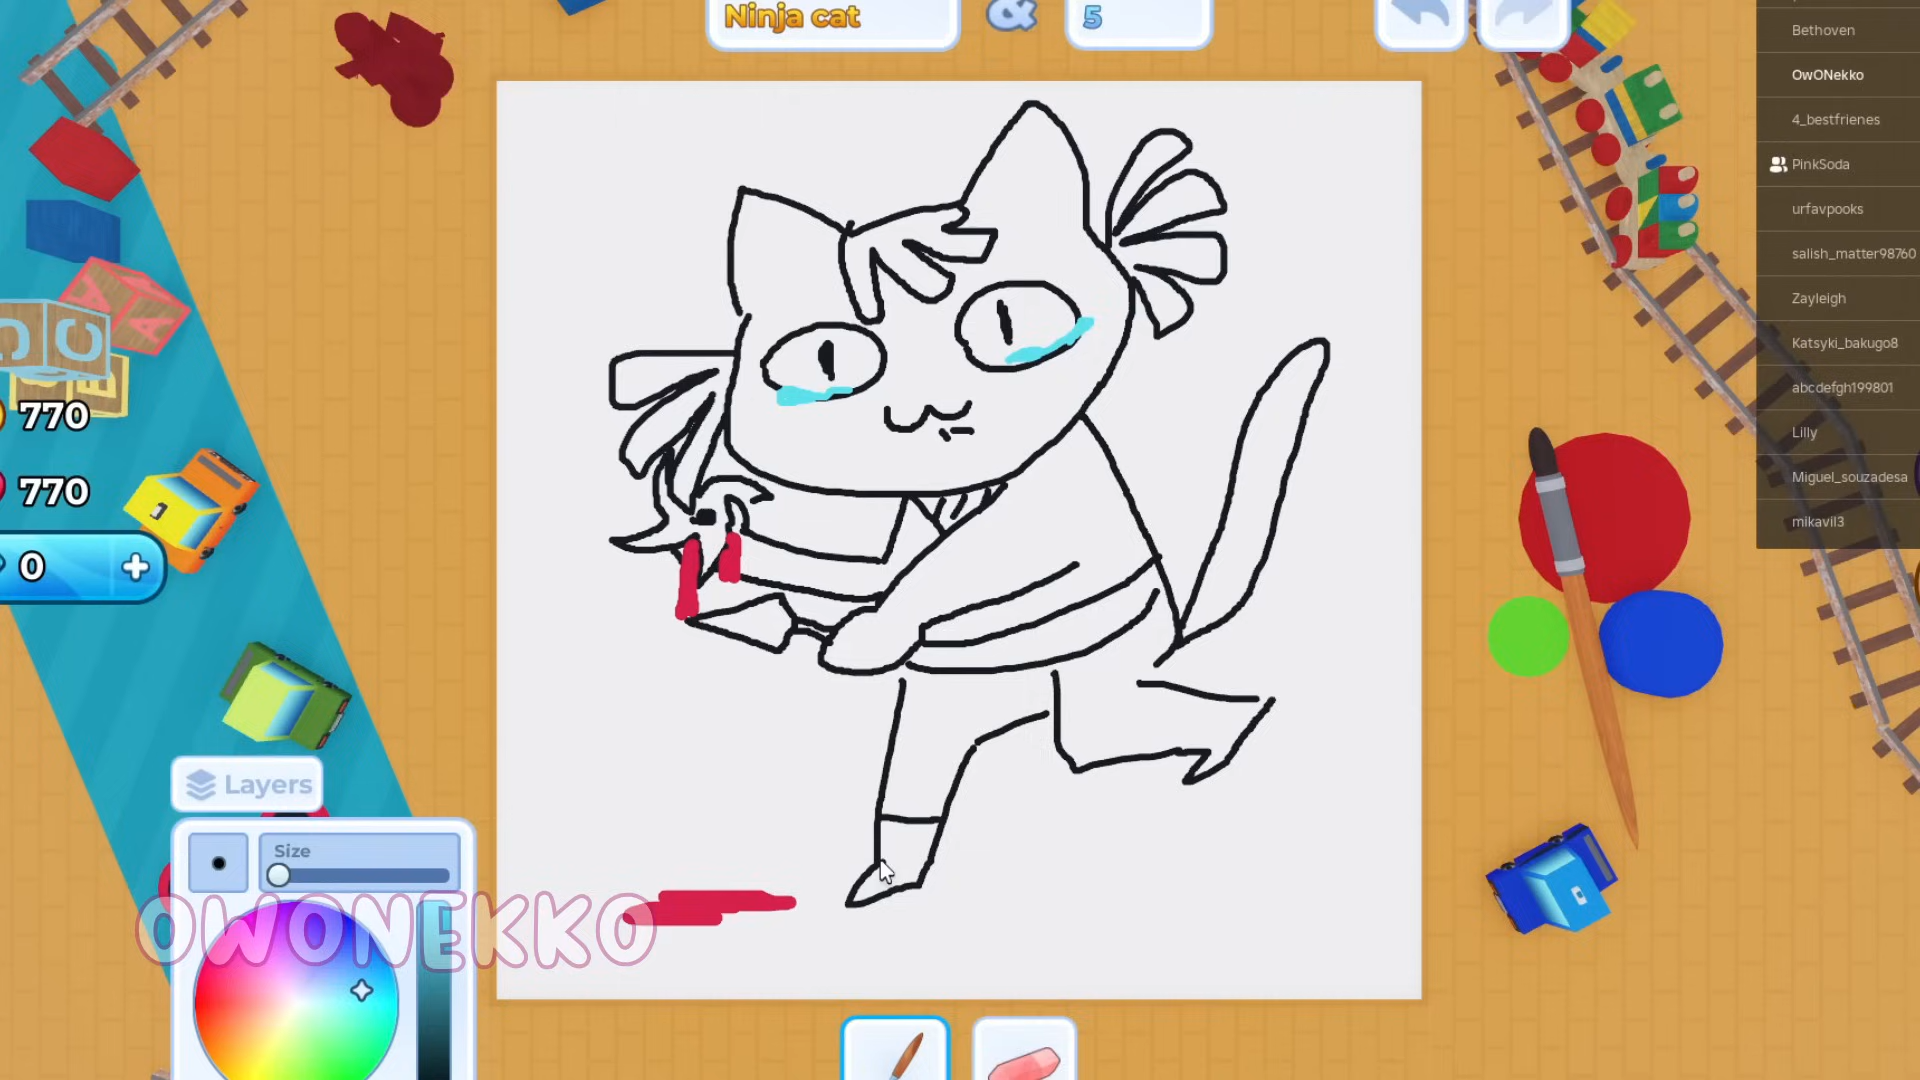 Ninja cat & 5
Bethoven
OwONekko
4_bestfrienes
PinkSoda
urfavpooks
salish_matter98760
Zayleigh
Katsyki_bakugo8
abcdefgh199801
Lilly
Miguel_souzadesa
mikavil3
770
770
0
Layers
Size
OWONEKKO